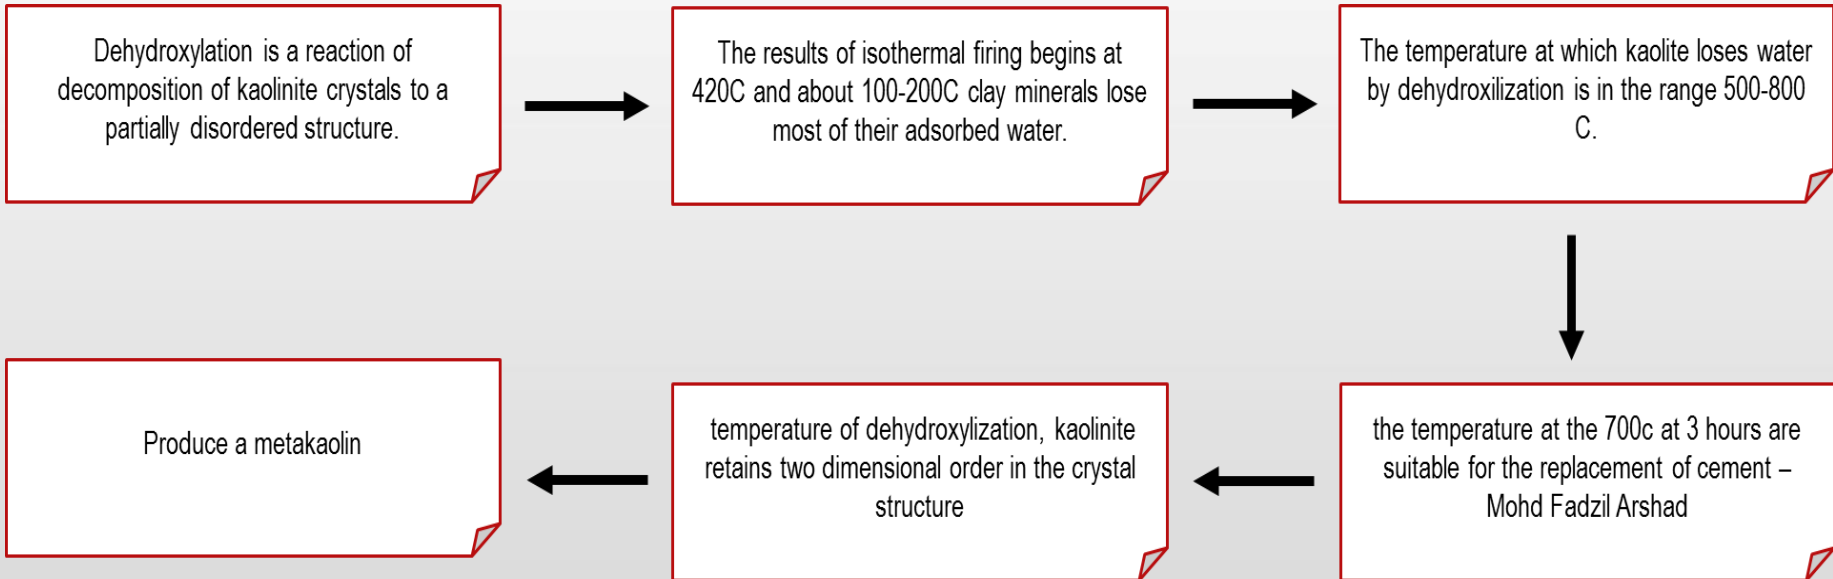 Dehydroxylation is a reaction of
decomposition of kaolinite crystals to a
partially disordered structure.
The results of isothermal firing begins at
420C and about 100-200C clay minerals lose
most of their adsorbed water.
The temperature at which kaolite loses water
by dehydroxilization is in the range 500-800
C.
the temperature at the 700c at 3 hours are
suitable for the replacement of cement –
Mohd Fadzil Arshad
temperature of dehydroxylization, kaolinite
retains two dimensional order in the crystal
structure
Produce a metakaolin